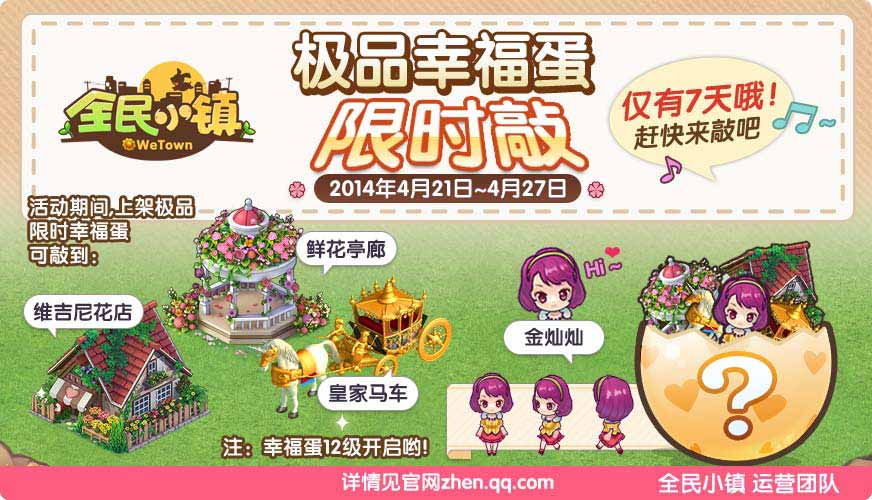 全民小镇
WeTown
极品幸福蛋
限时敲
2014年4月21日~4月27日
仅有7天哦!
赶快来敲吧
活动期间,上架极品
限时幸福蛋
可敲到:
鲜花亭廊
维吉尼花店
皇家马车
Hi~
金灿灿
?
注: 幸福蛋12级开启哟!
详情见官网zhen.qq.com
全民小镇 运营团队